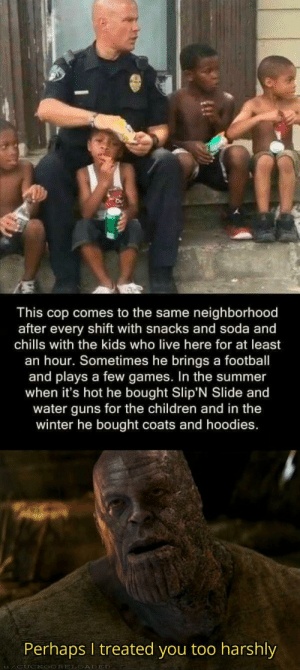 This cop comes to the same neighborhood
after every shift with snacks and soda and
chills with the kids who live here for at least
an hour. Sometimes he brings a football
and plays a few games. In the summer
when it's hot he bought Slip'N Slide and
water guns for the children and in the
winter he bought coats and hoodies.
Perhaps I treated you too harshly